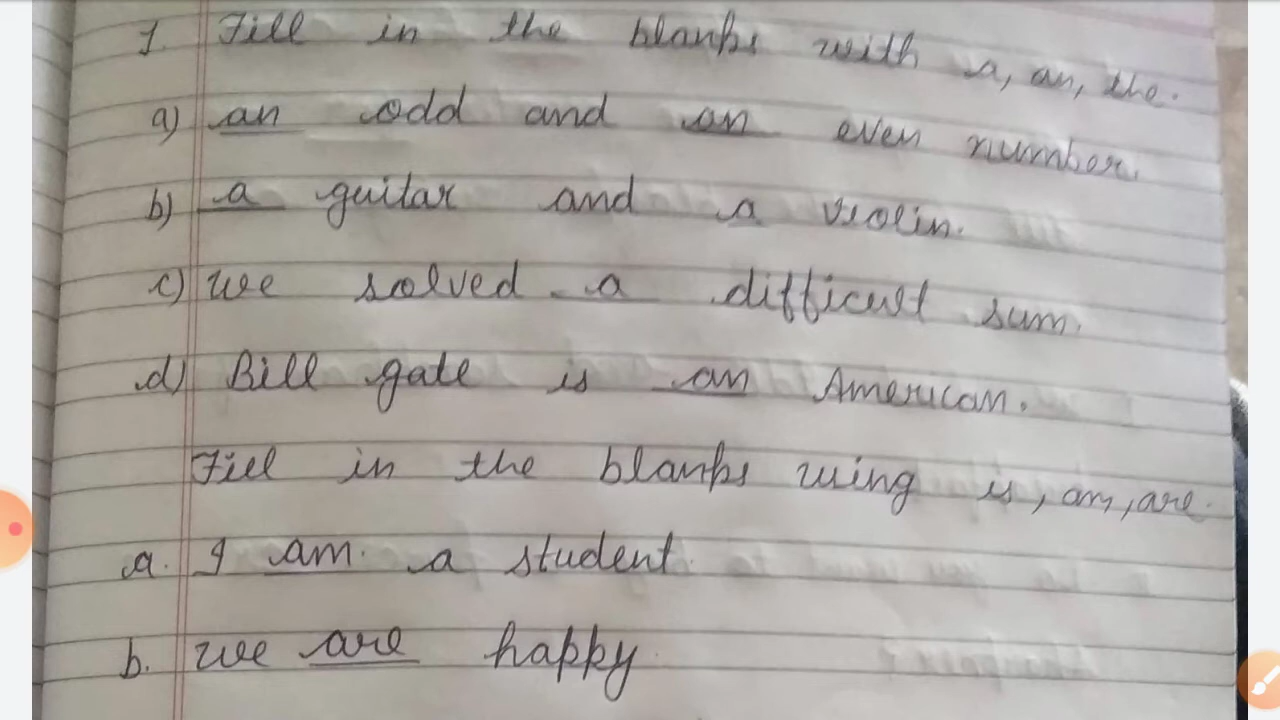 1. Fill in the blanks with a, an, the.
a) an odd and an even number.
b) a guitar and a violin.
c) we solved a difficult sum.
d) Bill gate is an American.
Fill in the blanks using is, am, are.
a. I am a student.
b. we are happy